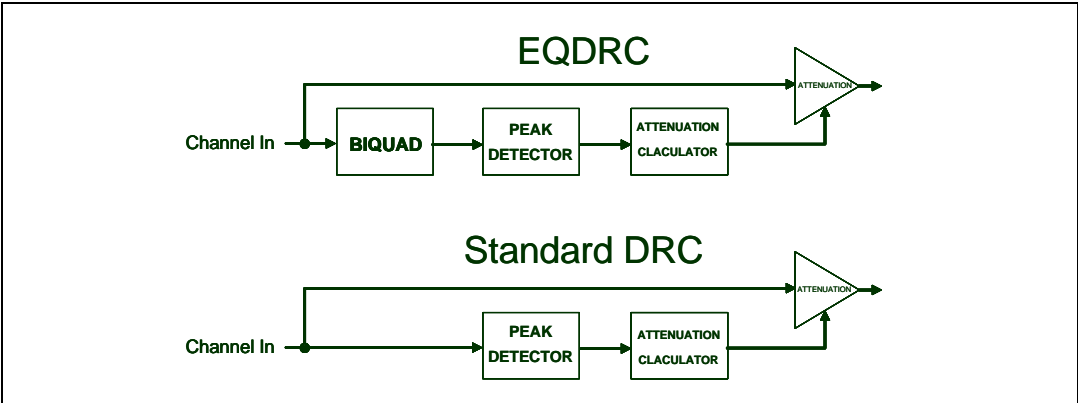 EQDRC
ATTENUATION
Channel In
BIQUAD
PEAK
DETECTOR
ATTENUATION
CLACULATOR
Standard DRC
ATTENUATION
Channel In
PEAK
DETECTOR
ATTENUATION
CLACULATOR